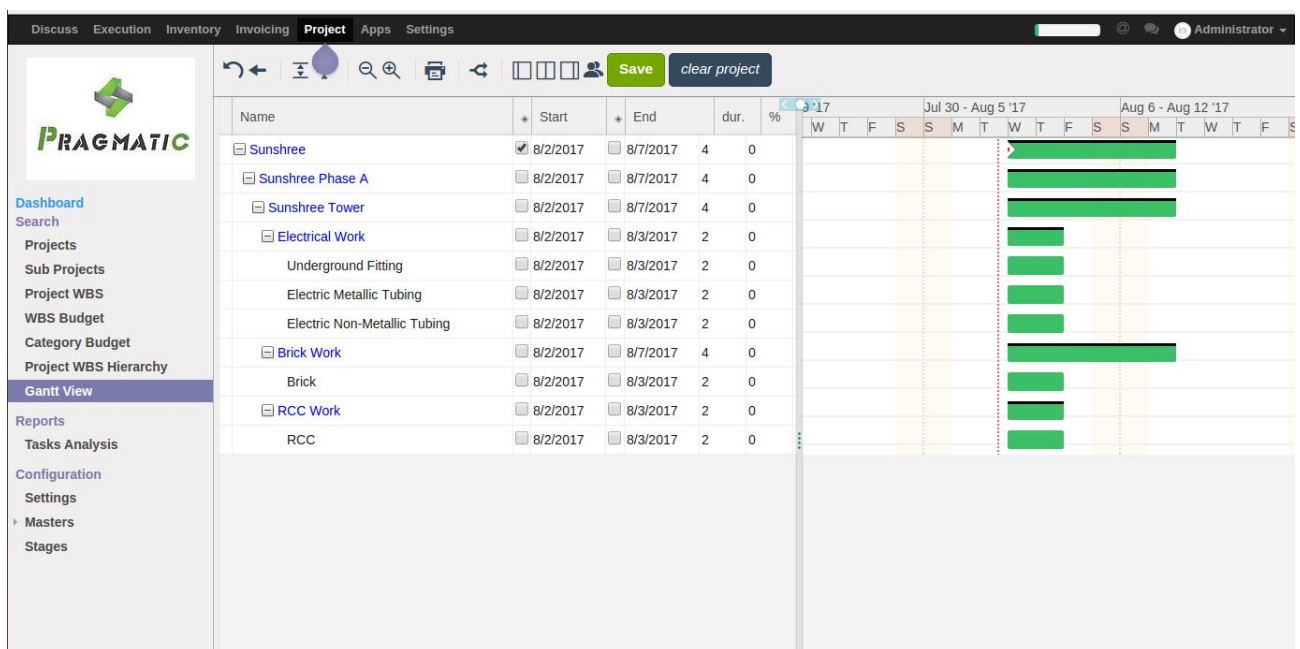 Discuss Execution Inventory Invoicing Project Apps Settings @ Administrator
PRAGMATIC
Dashboard
Search
Projects
Sub Projects
Project WBS
WBS Budget
Category Budget
Project WBS Hierarchy
Gantt View
Reports
Tasks Analysis
Configuration
Settings
Masters
Stages
Save clear project
Name Start End dur. %
Sunshree 8/2/2017 8/7/2017 4 0
Sunshree Phase A 8/2/2017 8/7/2017 4 0
Sunshree Tower 8/2/2017 8/7/2017 4 0
Electrical Work 8/2/2017 8/3/2017 2 0
Underground Fitting 8/2/2017 8/3/2017 2 0
Electric Metallic Tubing 8/2/2017 8/3/2017 2 0
Electric Non-Metallic Tubing 8/2/2017 8/3/2017 2 0
Brick Work 8/2/2017 8/7/2017 4 0
Brick 8/2/2017 8/3/2017 2 0
RCC Work 8/2/2017 8/3/2017 2 0
RCC 8/2/2017 8/3/2017 2 0
'17 Jul 30 - Aug 5 '17 Aug 6 - Aug 12 '17
W T F S S M T W T F S S M T W T F S